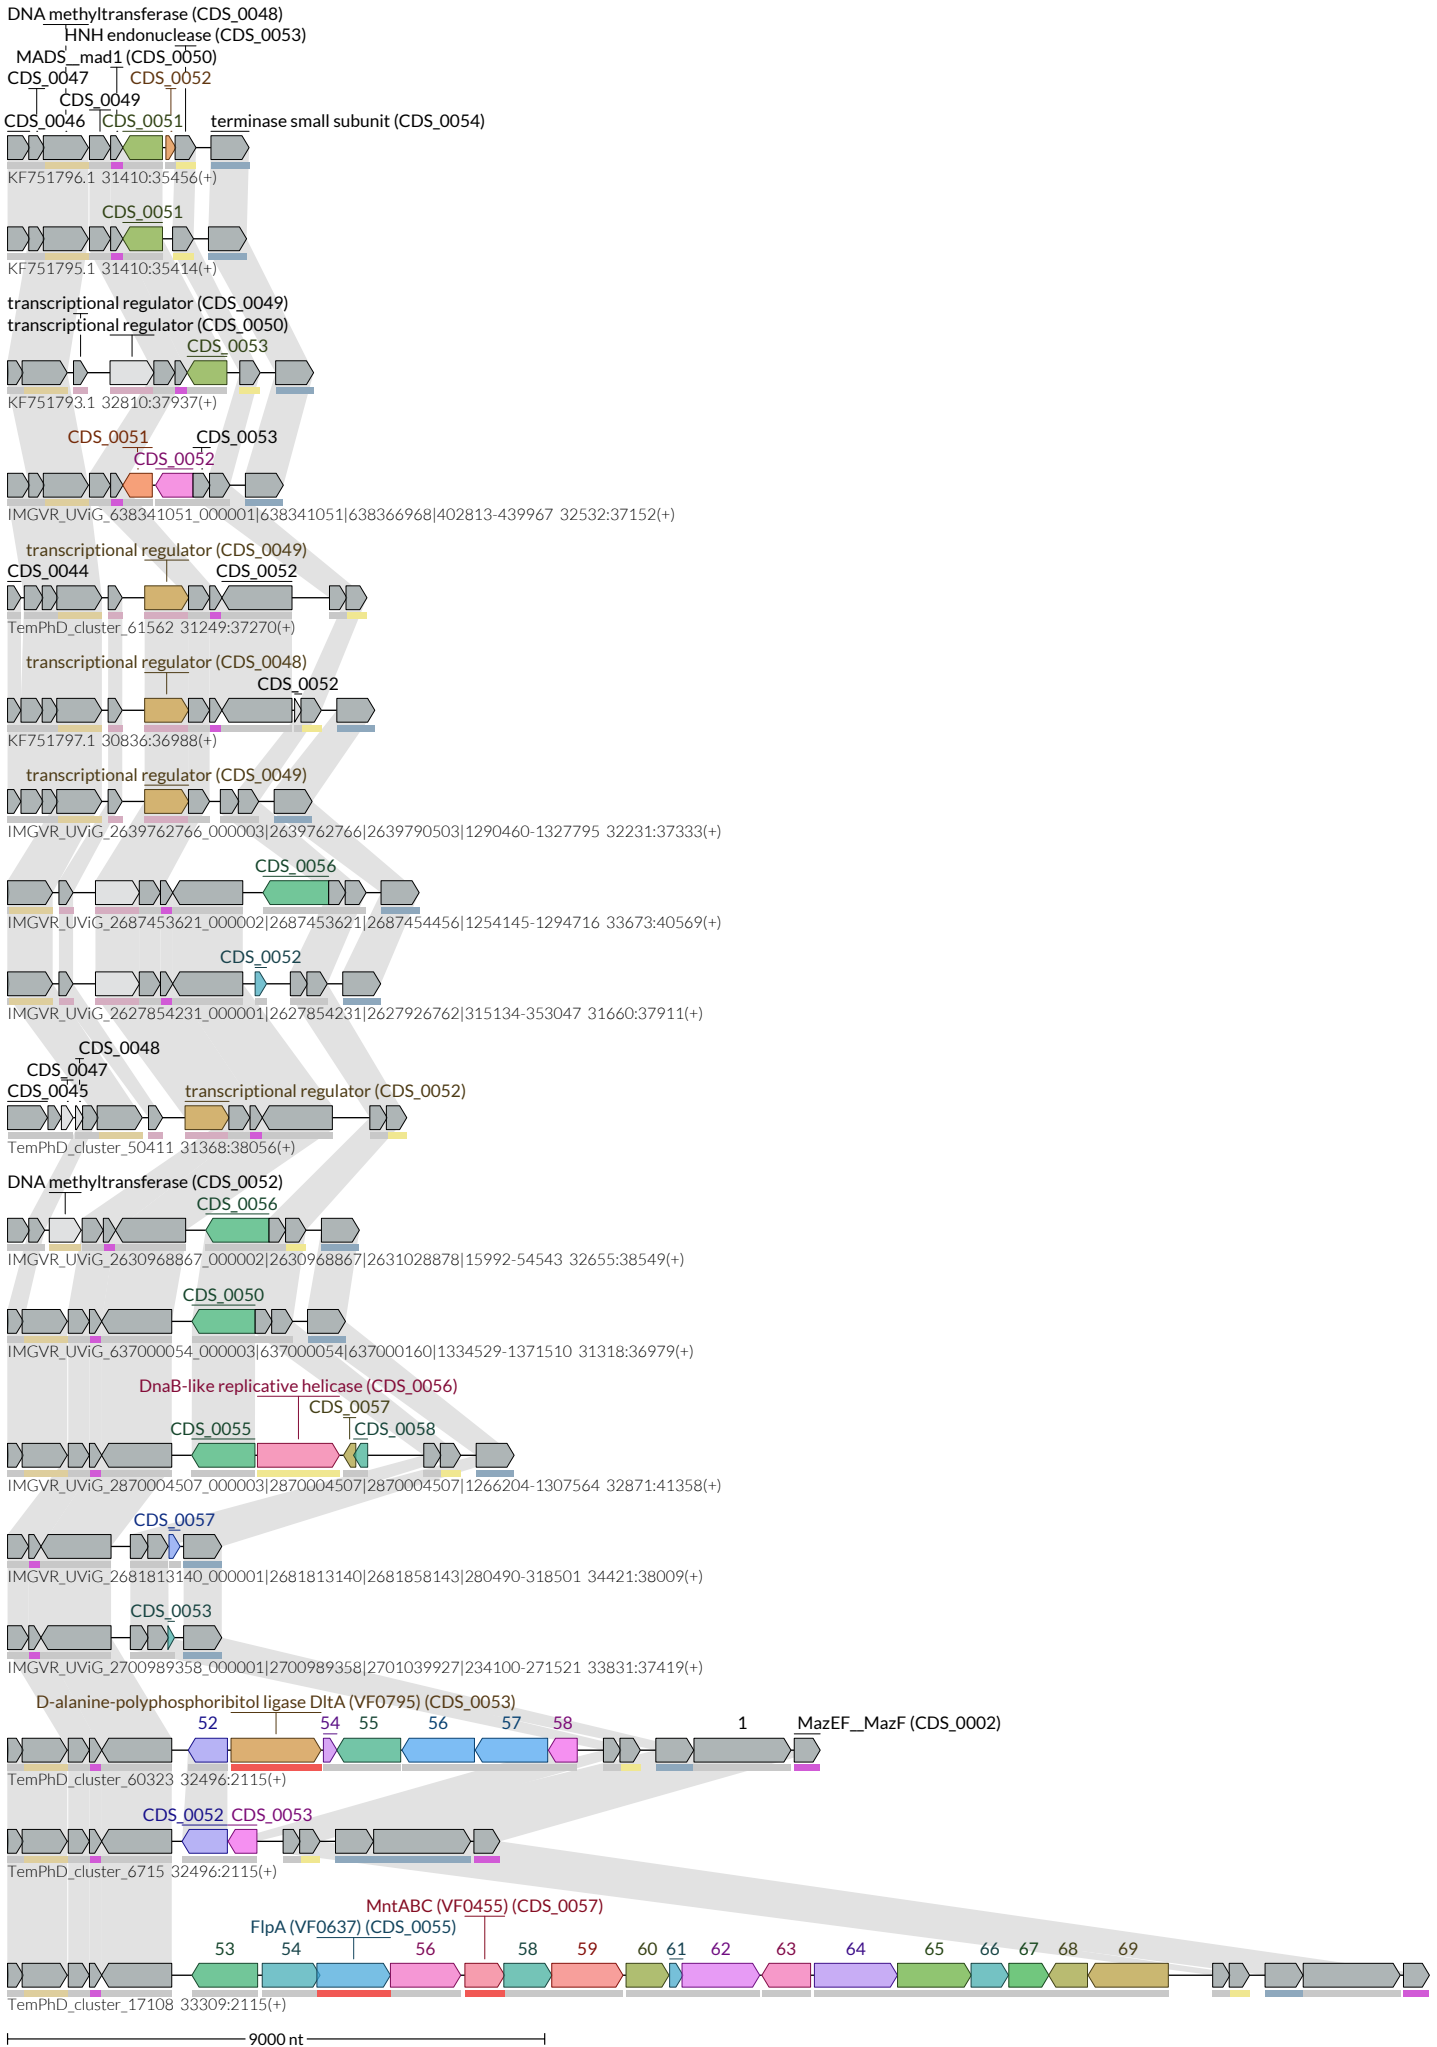 DNA methyltransferase (CDS_0048)
HNH endonuclease (CDS_0053)
MADS__mad1 (CDS_0050)
CDS_0047 CDS_0052
CDS_0049
CDS_0046 CDS_0051 terminase small subunit (CDS_0054)
KF751796.1 31410:35456(+)
CDS_0051
KF751795.1 31410:35414(+)
transcriptional regulator (CDS_0049)
transcriptional regulator (CDS_0050)
CDS_0053
KF751793.1 32810:37937(+)
CDS_0051 CDS_0053
CDS_0052
IMGVR_UViG_638341051_000001|638341051|638366968|402813-439967 32532:37152(+)
transcriptional regulator (CDS_0049)
CDS_0044 CDS_0052
TemPhD_cluster_61562 31249:37270(+)
transcriptional regulator (CDS_0048)
CDS_0052
KF751797.1 30836:36988(+)
transcriptional regulator (CDS_0049)
IMGVR_UViG_2639762766_000003|2639762766|2639790503|1290460-1327795 32231:37333(+)
CDS_0056
IMGVR_UViG_2687453621_000002|2687453621|2687454456|1254145-1294716 33673:40569(+)
CDS_0052
IMGVR_UViG_2627854231_000001|2627854231|2627926762|315134-353047 31660:37911(+)
CDS_0048
CDS_0047
CDS_0045 transcriptional regulator (CDS_0052)
TemPhD_cluster_50411 31368:38056(+)
DNA methyltransferase (CDS_0052)
CDS_0056
IMGVR_UViG_2630968867_000002|2630968867|2631028878|15992-54543 32655:38549(+)
CDS_0050
IMGVR_UViG_637000054_000003|637000054|637000160|1334529-1371510 31318:36979(+)
DnaB-like replicative helicase (CDS_0056)
CDS_0057
CDS_0055 CDS_0058
IMGVR_UViG_2870004507_000003|2870004507|2870004507|1266204-1307564 32871:41358(+)
CDS_0057
IMGVR_UViG_2681813140_000001|2681813140|2681858143|280490-318501 34421:38009(+)
CDS_0053
IMGVR_UViG_2700989358_000001|2700989358|2701039927|234100-271521 33831:37419(+)
D-alanine-polyphosphoribitol ligase DltA (VF0795) (CDS_0053)
52 54 55 56 57 58 1 MazEF__MazF (CDS_0002)
TemPhD_cluster_60323 32496:2115(+)
CDS_0052 CDS_0053
TemPhD_cluster_6715 32496:2115(+)
MntABC (VF0455) (CDS_0057)
FlpA (VF0637) (CDS_0055)
53 54 56 58 59 60 61 62 63 64 65 66 67 68 69
TemPhD_cluster_17108 33309:2115(+)
9000 nt